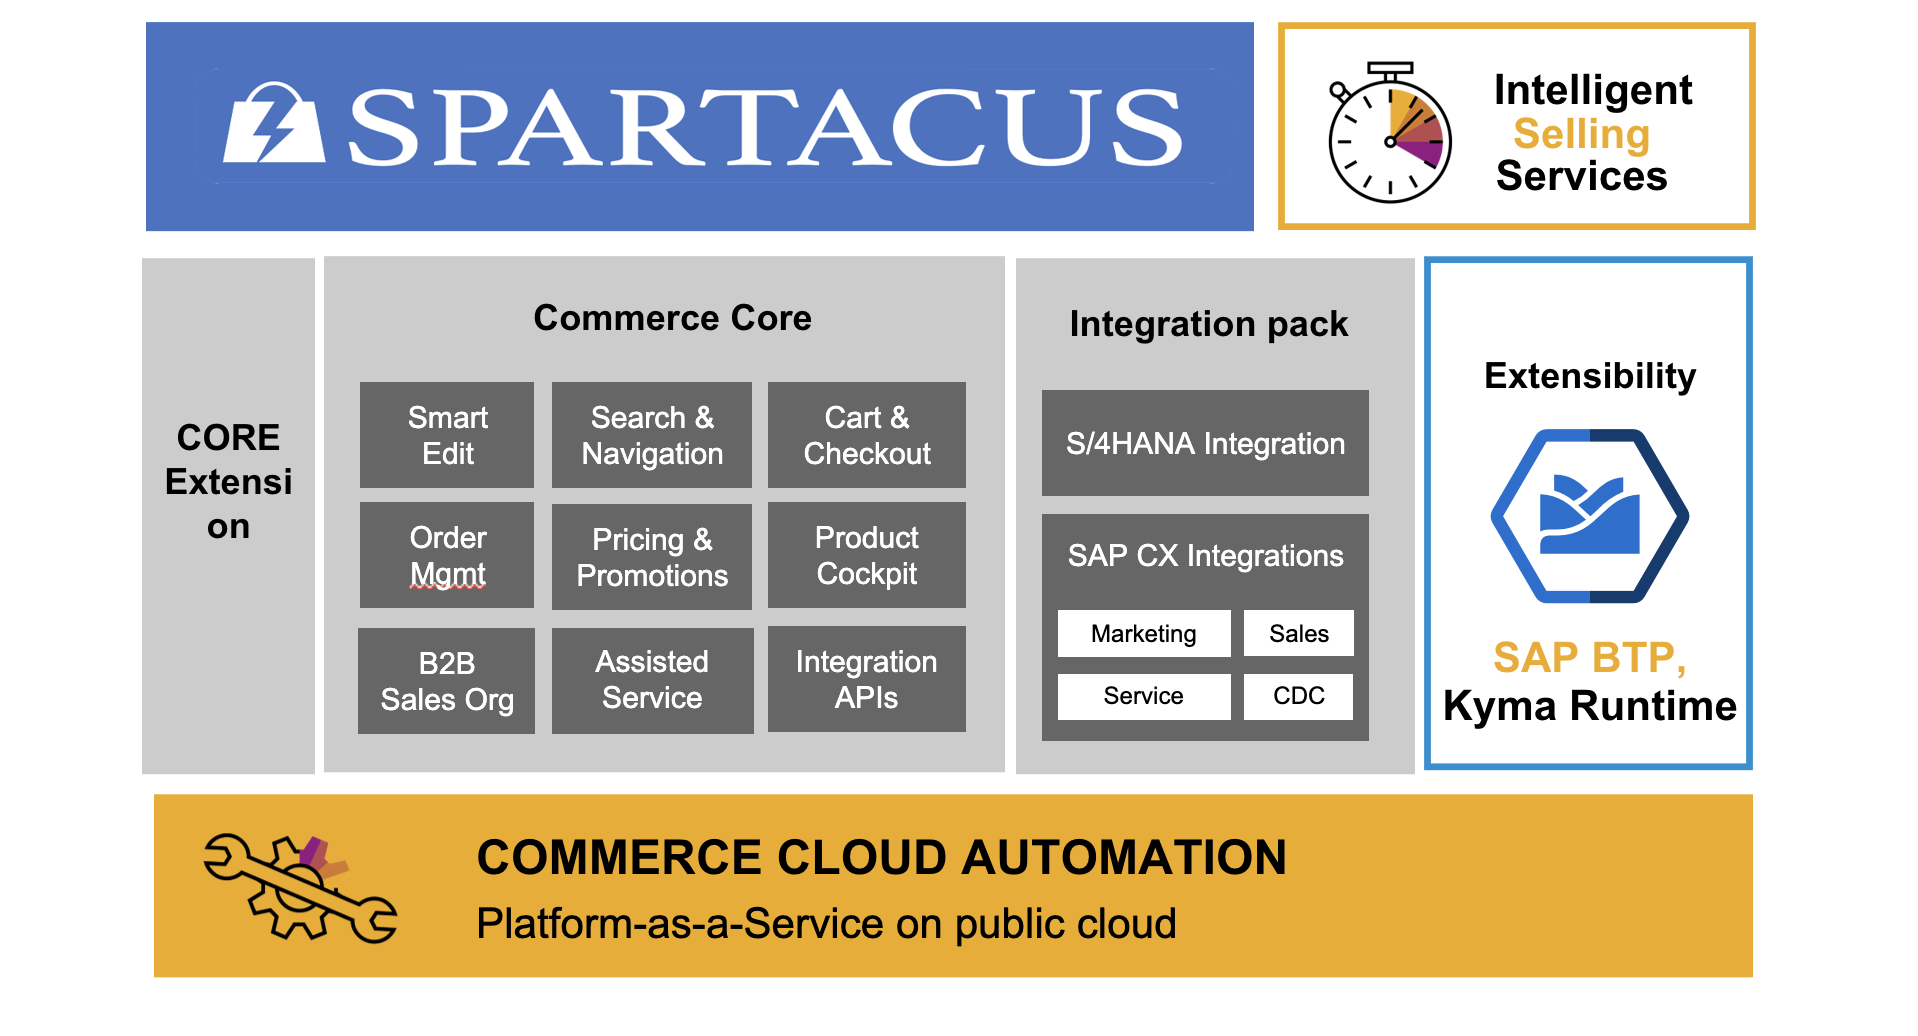 SPARTACUS
Intelligent
Selling
Services
CORE
Extensi
on
Commerce Core
Smart
Edit
Search &
Navigation
Cart &
Checkout
Order
Mgmt
Pricing &
Promotions
Product
Cockpit
B2B
Sales Org
Assisted
Service
Integration
APIs
Integration pack
S/4HANA Integration
SAP CX Integrations
Marketing
Sales
Service
CDC
Extensibility
SAP BTP,
Kyma Runtime
COMMERCE CLOUD AUTOMATION
Platform-as-a-Service on public cloud